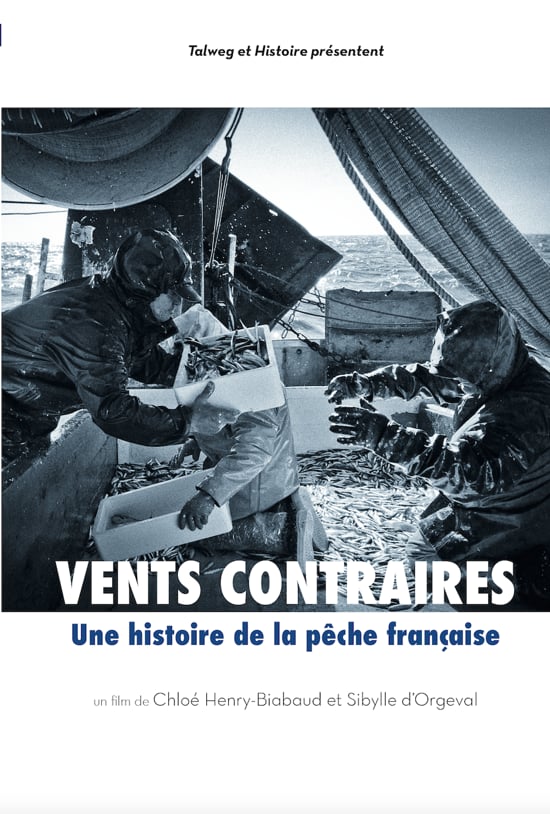 Talweg et Histoire présentent
VENTS CONTRAIRES
Une histoire de la pêche française
un film de Chloé Henry-Biabaud et Sibylle d'Orgeval